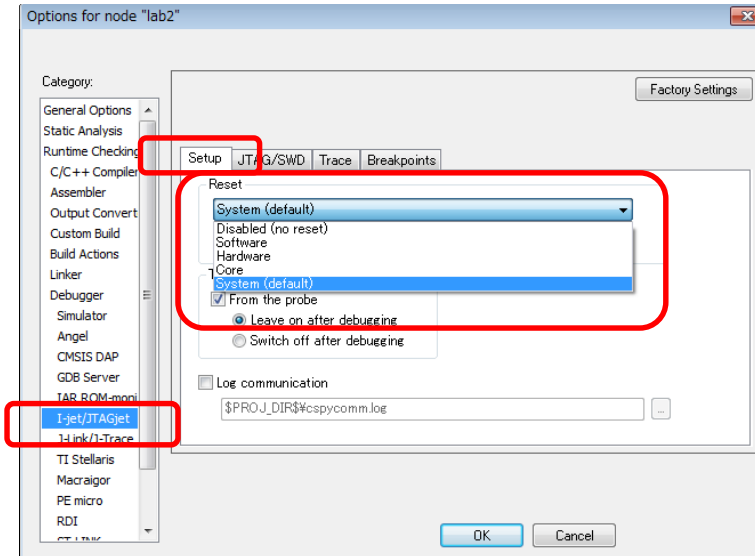 Options for node "lab2"
Category:
Factory Settings
General Options
Static Analysis
Runtime Checking
C/C++ Compiler
Assembler
Output Convert
Custom Build
Build Actions
Linker
Debugger
Simulator
Angel
CMSIS DAP
GDB Server
IAR ROM-moni
I-jet/JTAGjet
J-Link/J-Trace
TI Stellaris
Macraigor
PE micro
RDI
ST-LINK
Setup
JTAG/SWD
Trace
Breakpoints
Reset
System (default)
Disabled (no reset)
Software
Hardware
Core
System (default)
From the probe
Leave on after debugging
Switch off after debugging
Log communication
$PROJ_DIR$¥cspycomm.log
...
OK
Cancel